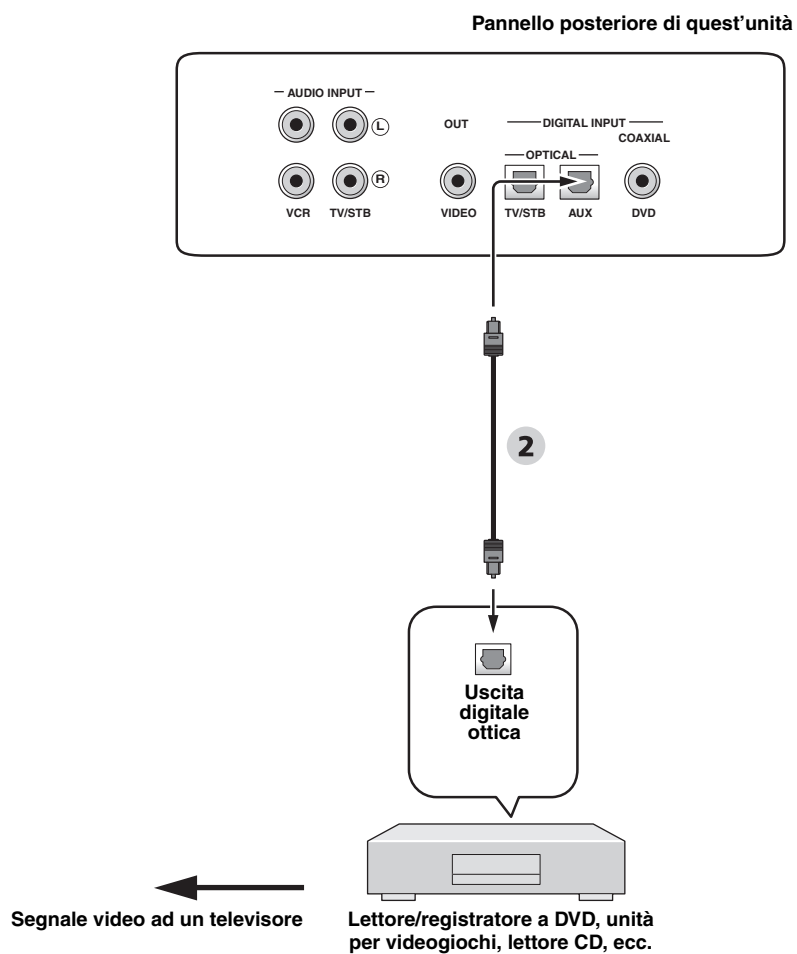 Pannello posteriore di quest'unità
AUDIO INPUT
L
R
VCR
TV/STB
OUT
VIDEO
DIGITAL INPUT
COAXIAL
OPTICAL
TV/STB
AUX
DVD
2
Uscita
digitale
ottica
Segnale video ad un televisore
Lettore/registratore a DVD, unità
per videogiochi, lettore CD, ecc.